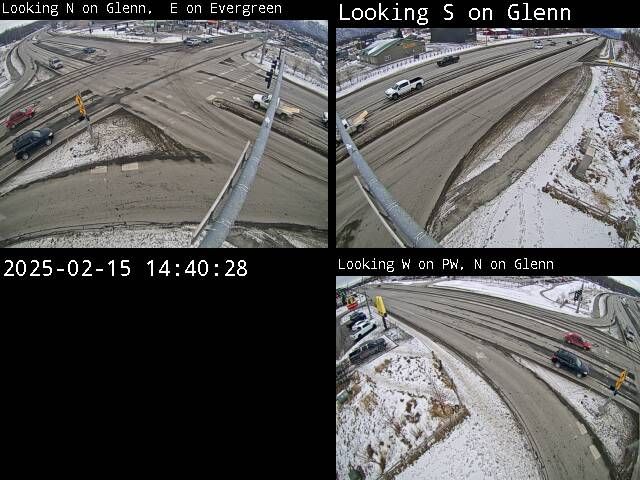 Looking N on Glenn,  E on Evergreen
Looking S on Glenn
2025-02-15 14:40:28
Looking W on PW, N on Glenn